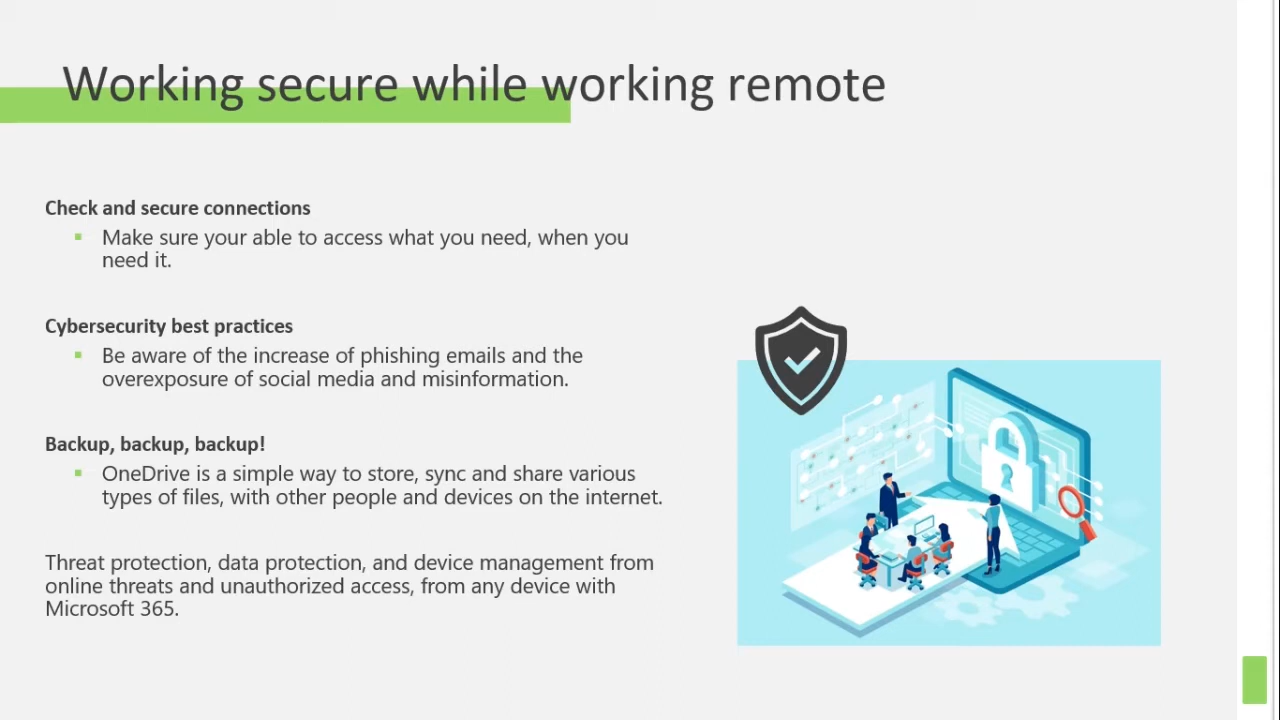 Working secure while working remote
Check and secure connections
Make sure your able to access what you need, when you
need it.
Cybersecurity best practices
Be aware of the increase of phishing emails and the
overexposure of social media and misinformation.
Backup, backup, backup!
OneDrive is a simple way to store, sync and share various
types of files, with other people and devices on the internet.
Threat protection, data protection, and device management from
online threats and unauthorized access, from any device with
Microsoft 365.